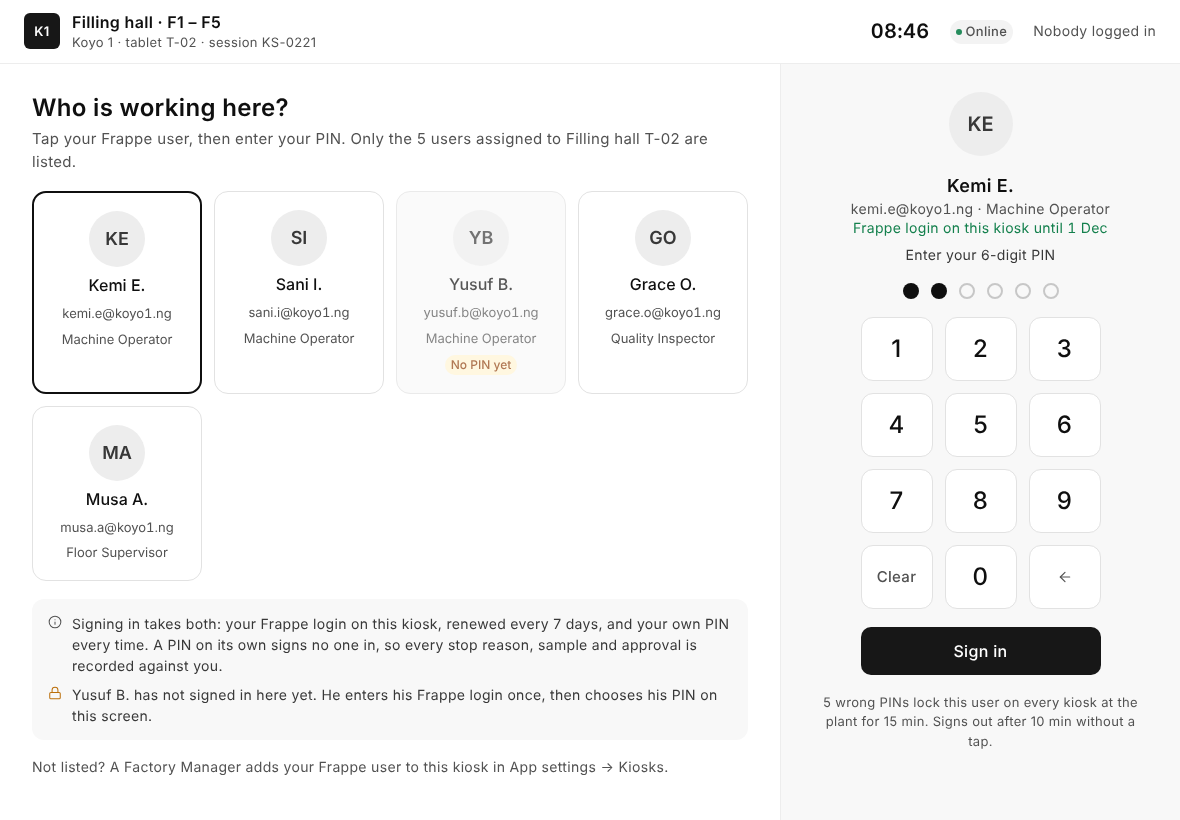 K1
Filling hall · F1 – F5
Koyo 1 · tablet T-02 · session KS-0221
08:46
Online
Nobody logged in
Who is working here?
Tap your Frappe user, then enter your PIN. Only the 5 users assigned to Filling hall T-02 are
listed.
KE
Kemi E.
kemi.e@koyo1.ng
Machine Operator
SI
Sani I.
sani.i@koyo1.ng
Machine Operator
YB
Yusuf B.
yusuf.b@koyo1.ng
Machine Operator
No PIN yet
GO
Grace O.
grace.o@koyo1.ng
Quality Inspector
MA
Musa A.
musa.a@koyo1.ng
Floor Supervisor
Signing in takes both: your Frappe login on this kiosk, renewed every 7 days, and your own PIN
every time. A PIN on its own signs no one in, so every stop reason, sample and approval is
recorded against you.
Yusuf B. has not signed in here yet. He enters his Frappe login once, then chooses his PIN on
this screen.
Not listed? A Factory Manager adds your Frappe user to this kiosk in App settings → Kiosks.
KE
Kemi E.
kemi.e@koyo1.ng · Machine Operator
Frappe login on this kiosk until 1 Dec
Enter your 6-digit PIN
1 2 3
4 5 6
7 8 9
Clear 0 ←
Sign in
5 wrong PINs lock this user on every kiosk at the
plant for 15 min. Signs out after 10 min without a
tap.